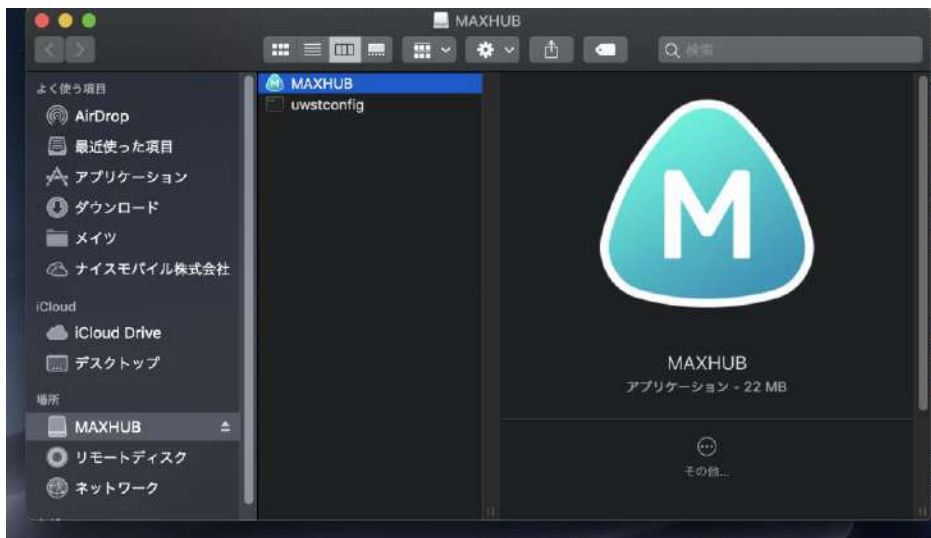 MAXHUB
検索
よく使う項目
AirDrop
最近使った項目
アプリケーション
ダウンロード
メイツ
ナイスモバイル株式会社
iCloud
iCloud Drive
デスクトップ
場所
MAXHUB
リモートディスク
ネットワーク
MAXHUB
uwstconfig
M
MAXHUB
アプリケーション - 22 MB
その他...